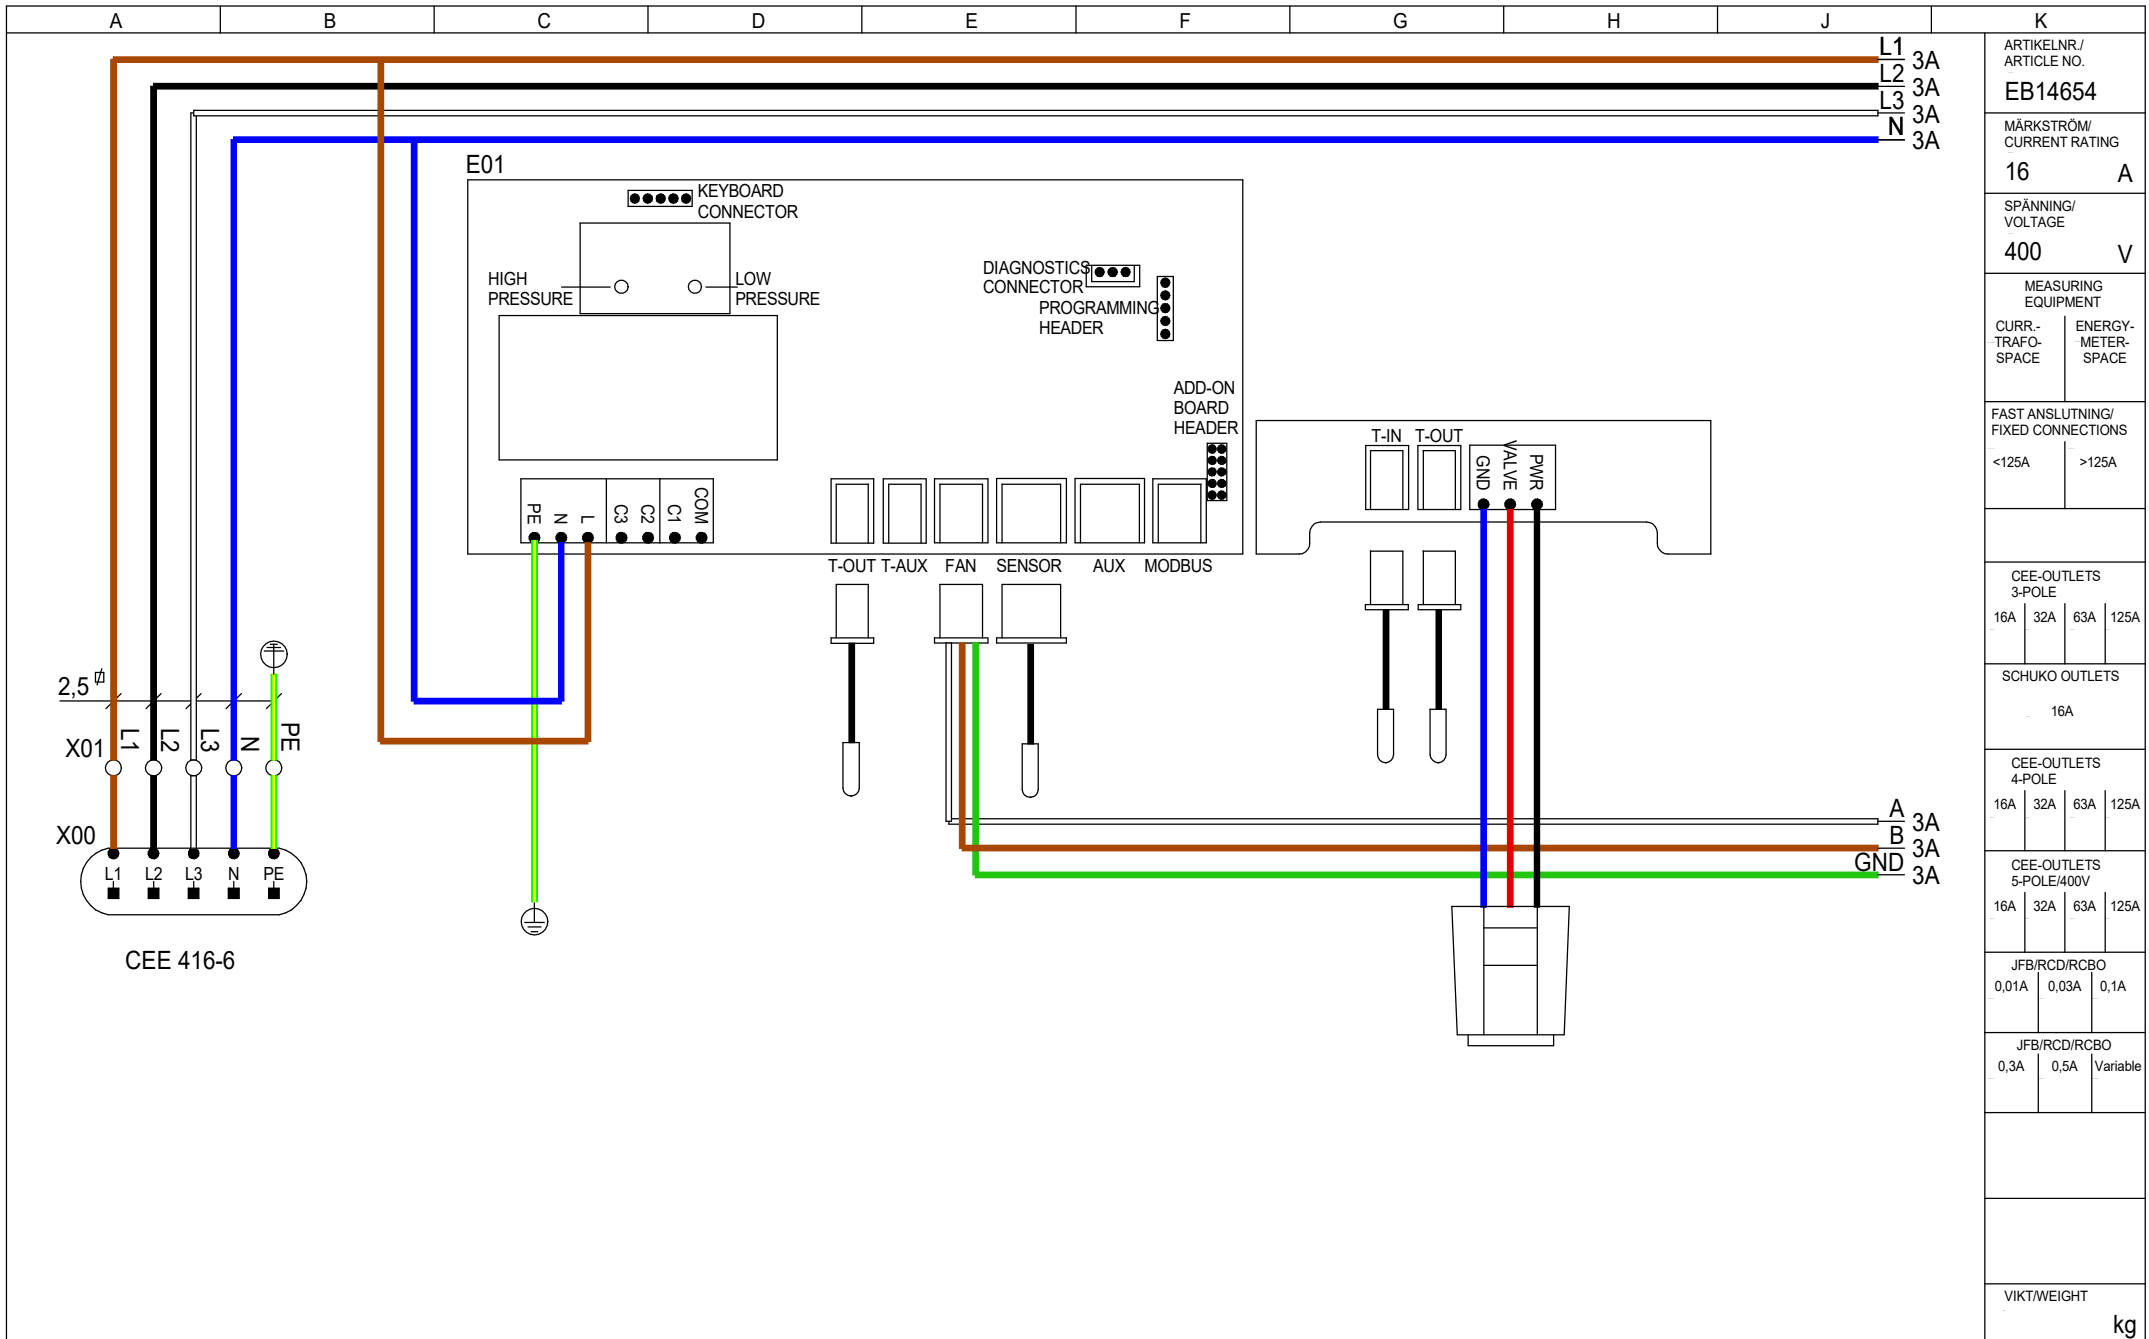 A B C D E F G H J K
L1 3A
L2 3A
L3 3A
N 3A
E01
KEYBOARD
CONNECTOR
HIGH
PRESSURE
LOW
PRESSURE
DIAGNOSTICS
CONNECTOR
PROGRAMMING
HEADER
ADD-ON
BOARD
HEADER
PE N L C3 C2 C1 COM
T-OUT T-AUX FAN SENSOR AUX MODBUS
T-IN T-OUT
GND VALVE PWR
2,5
X01
L1 L2 L3 N PE
X00
L1 L2 L3 N PE
CEE 416-6
A 3A
B 3A
GND 3A
ARTIKELNR./
ARTICLE NO.
EB14654
MÄRKSTRÖM/
CURRENT RATING
16 A
SPÄNNING/
VOLTAGE
400 V
MEASURING
EQUIPMENT
CURR.- ENERGY-
TRAFO- METER-
SPACE SPACE
FAST ANSLUTNING/
FIXED CONNECTIONS
<125A >125A
CEE-OUTLETS
3-POLE
16A 32A 63A 125A
SCHUKO OUTLETS
16A
CEE-OUTLETS
4-POLE
16A 32A 63A 125A
CEE-OUTLETS
5-POLE/400V
16A 32A 63A 125A
JFB/RCD/RCBO
0,01A 0,03A 0,1A
JFB/RCD/RCBO
0,3A 0,5A Variable
VIKT/WEIGHT
kg